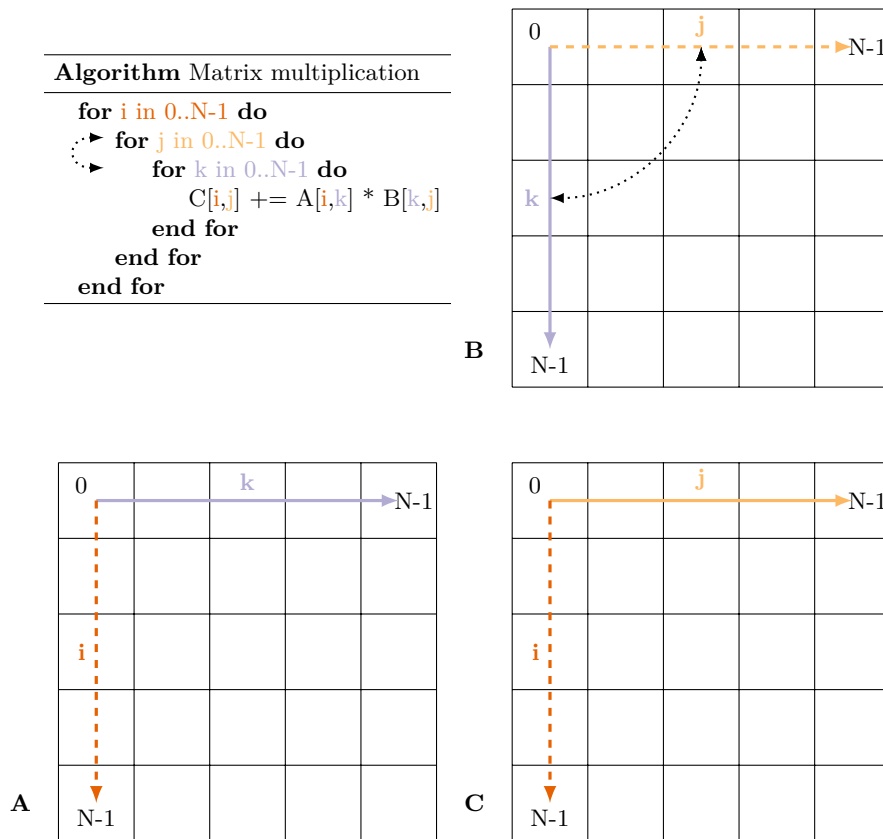 Algorithm Matrix multiplication
for i in 0..N-1 do
for j in 0..N-1 do
for k in 0..N-1 do
C[i,j] += A[i,k] * B[k,j]
end for
end for
end for
0
j
N-1
k
B
N-1
0
k
N-1
i
A
N-1
0
j
N-1
i
C
N-1